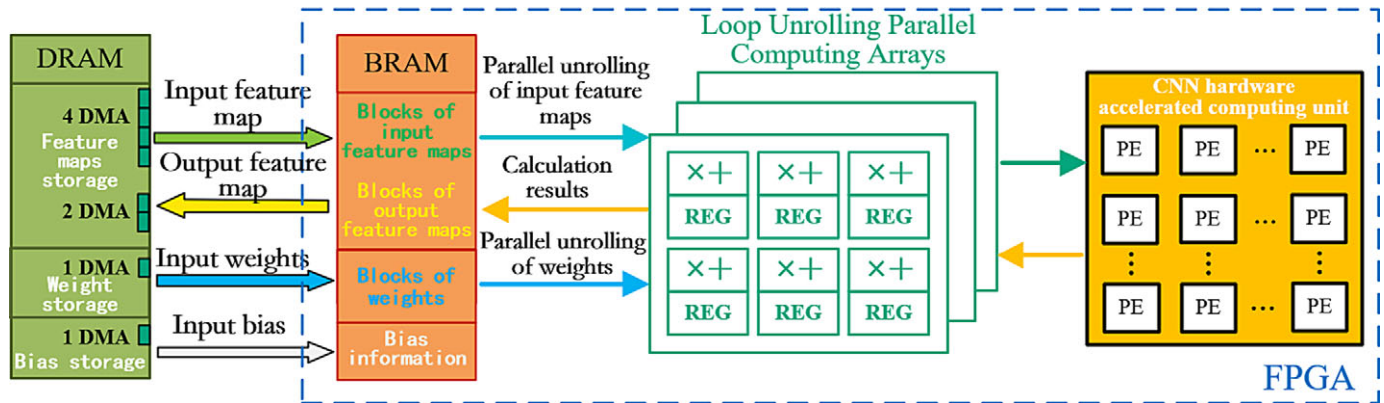 DRAM
4 DMA
Feature
maps
storage
2 DMA
1 DMA
Weight
storage
1 DMA
Bias storage
Input feature
map
Output feature
map
Input weights
Input bias
BRAM
Blocks of
input
feature maps
Blocks of
output
feature maps
Blocks of
weights
Bias
information
Parallel unrolling
of input feature
maps
Calculation
results
Parallel unrolling
of weights
Loop Unrolling Parallel
Computing Arrays
×+ ×+ ×+
REG REG REG
×+ ×+ ×+
REG REG REG
CNN hardware
accelerated computing unit
PE PE … PE
PE PE … PE
⋮ ⋮ ⋮
PE PE … PE
FPGA